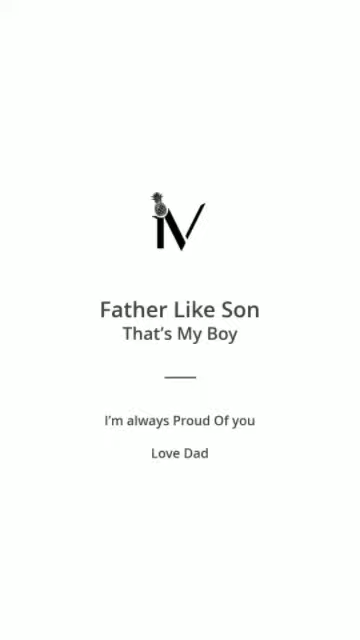 iV
Father Like Son
That's My Boy
I'm always Proud Of you
Love Dad